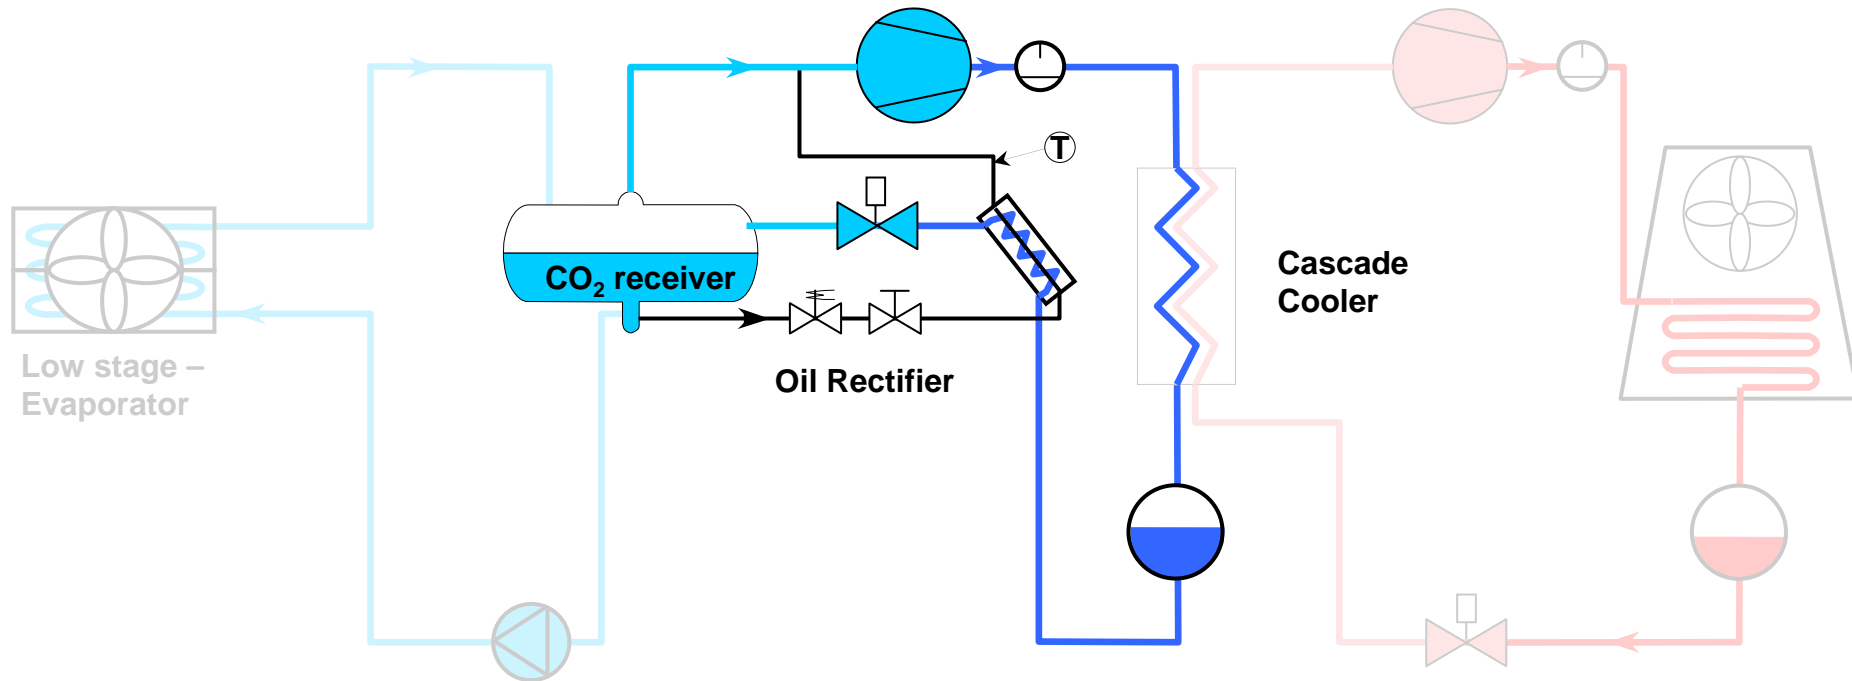 T
CO₂ receiver
Cascade
Cooler
Low stage –
Evaporator
Oil Rectifier